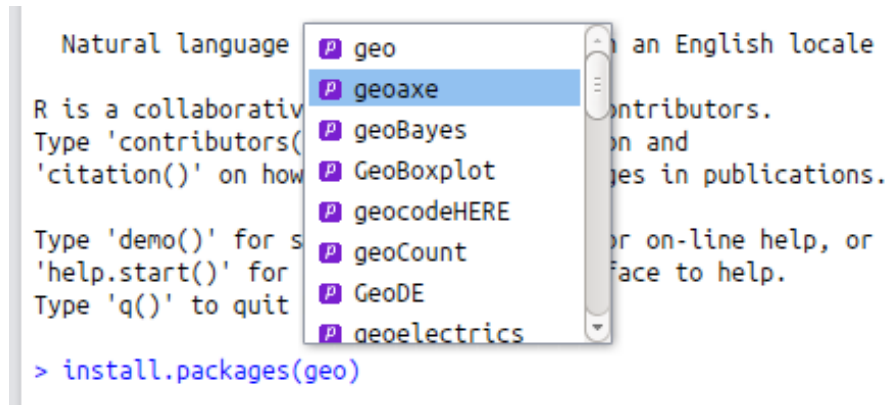 Natural language
an English locale
R is a collaborativ
ontributors.
Type 'contributors(
on and
'citation()' on how
ges in publications.
Type 'demo()' for s
or on-line help, or
'help.start()' for
face to help.
Type 'q()' to quit
> install.packages(geo)
geo
geoaxe
geoBayes
GeoBoxplot
geocodeHERE
geoCount
GeoDE
geoelectrics